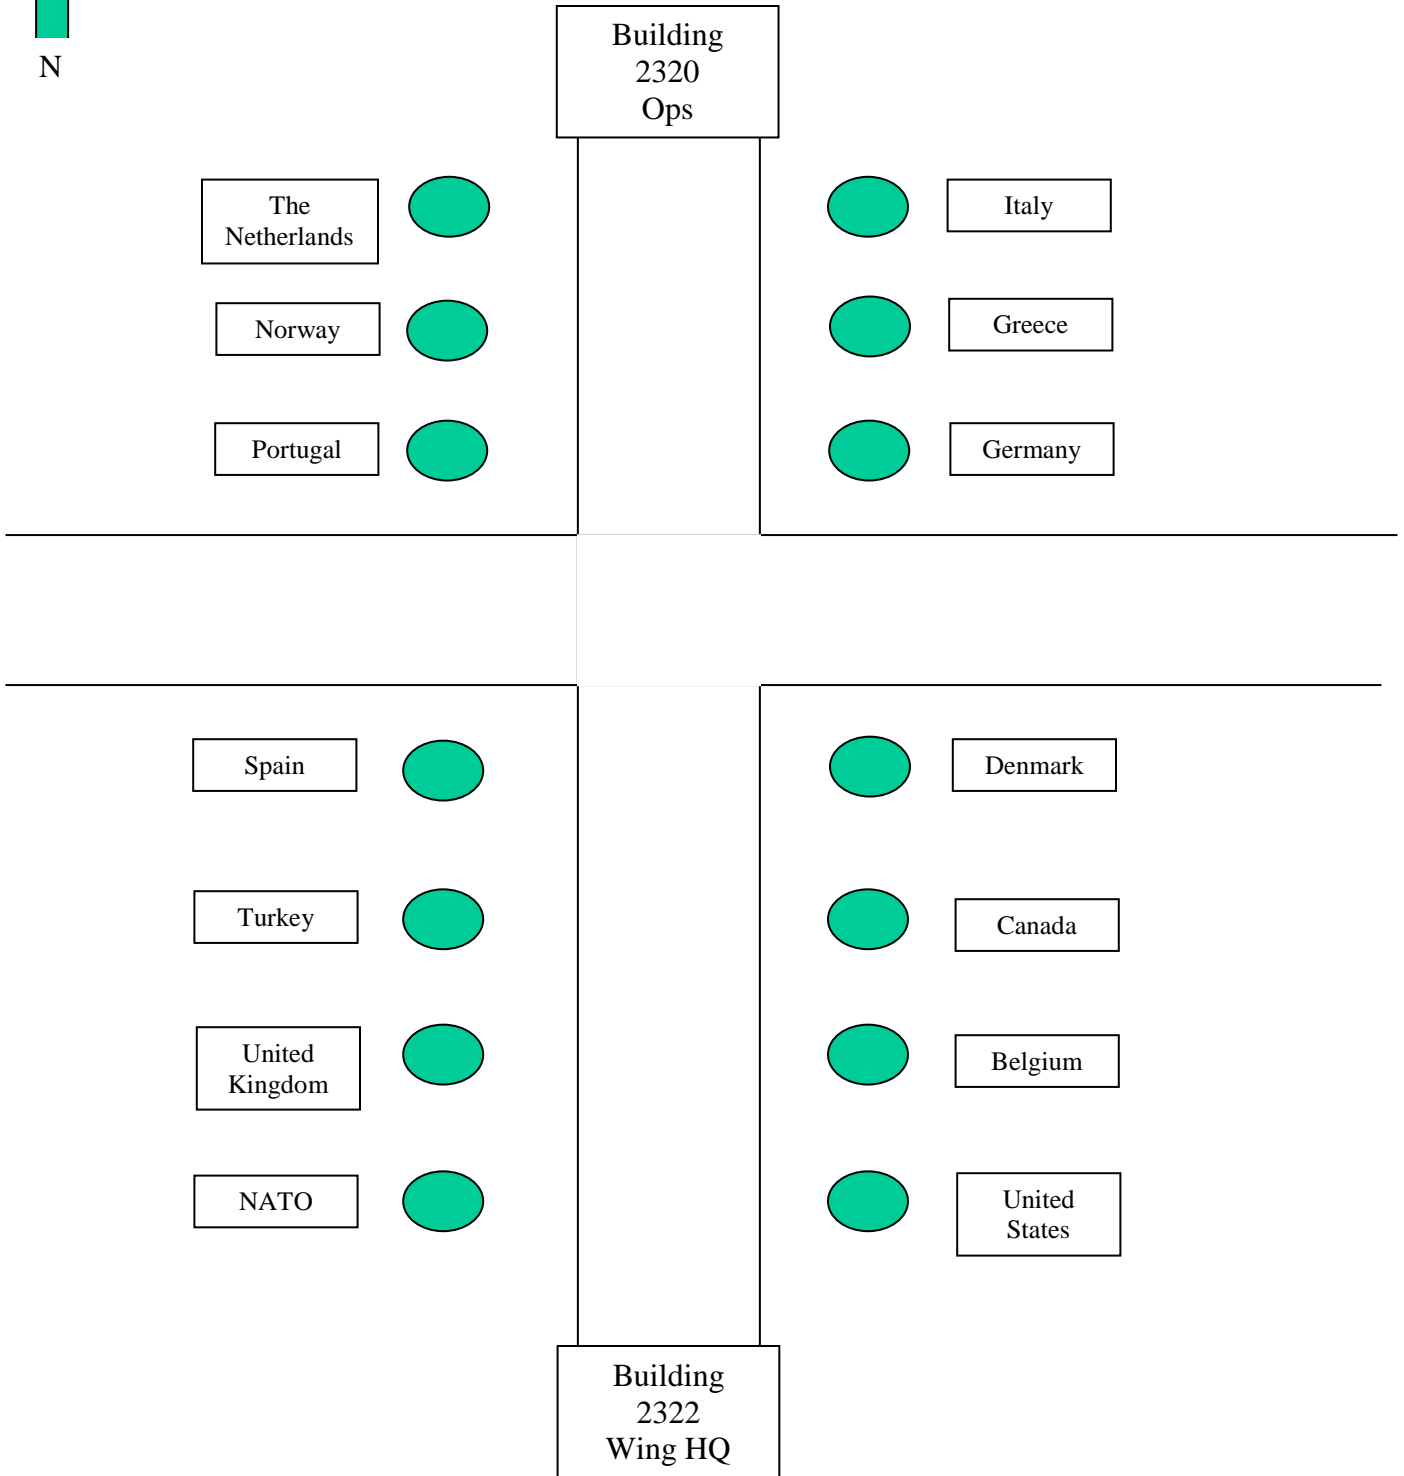 N
Building
2320
Ops
The
Netherlands
Italy
Norway
Greece
Portugal
Germany
Spain
Denmark
Turkey
Canada
United
Kingdom
Belgium
NATO
United
States
Building
2322
Wing HQ